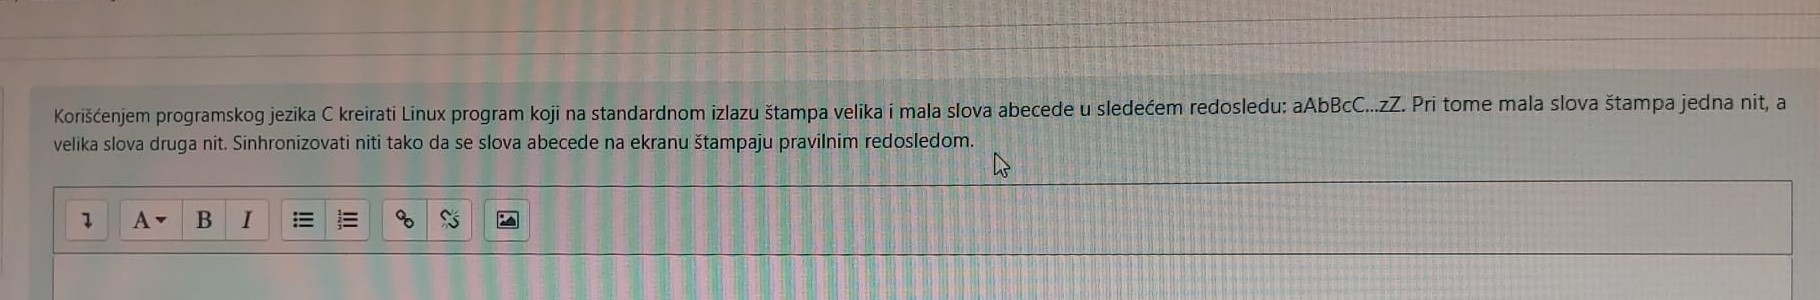 Korišćenjem programskog jezika C kreirati Linux program koji na standardnom izlazu štampa velika i mala slova abecede u sledećem redosledu: aAbBcC...zZ. Pri tome mala slova štampa jedna nit, a
velika slova druga nit. Sinhronizovati niti tako da se slova abecede na ekranu štampaju pravilnim redosledom.
A B I